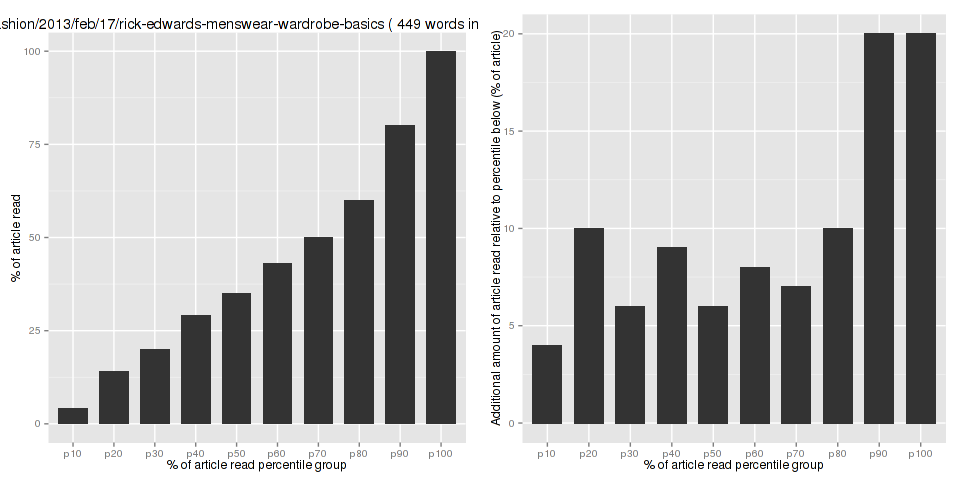 shion/2013/feb/17/rick-edwards-menswear-wardrobe-basics ( 449 words in
% of article read
100
75
50
25
0
p10 p20 p30 p40 p50 p60 p70 p80 p90 p100
% of article read percentile group
Additional amount of article read relative to percentile below (% of article)
20
15
10
5
0
p10 p20 p30 p40 p50 p60 p70 p80 p90 p100
% of article read percentile group